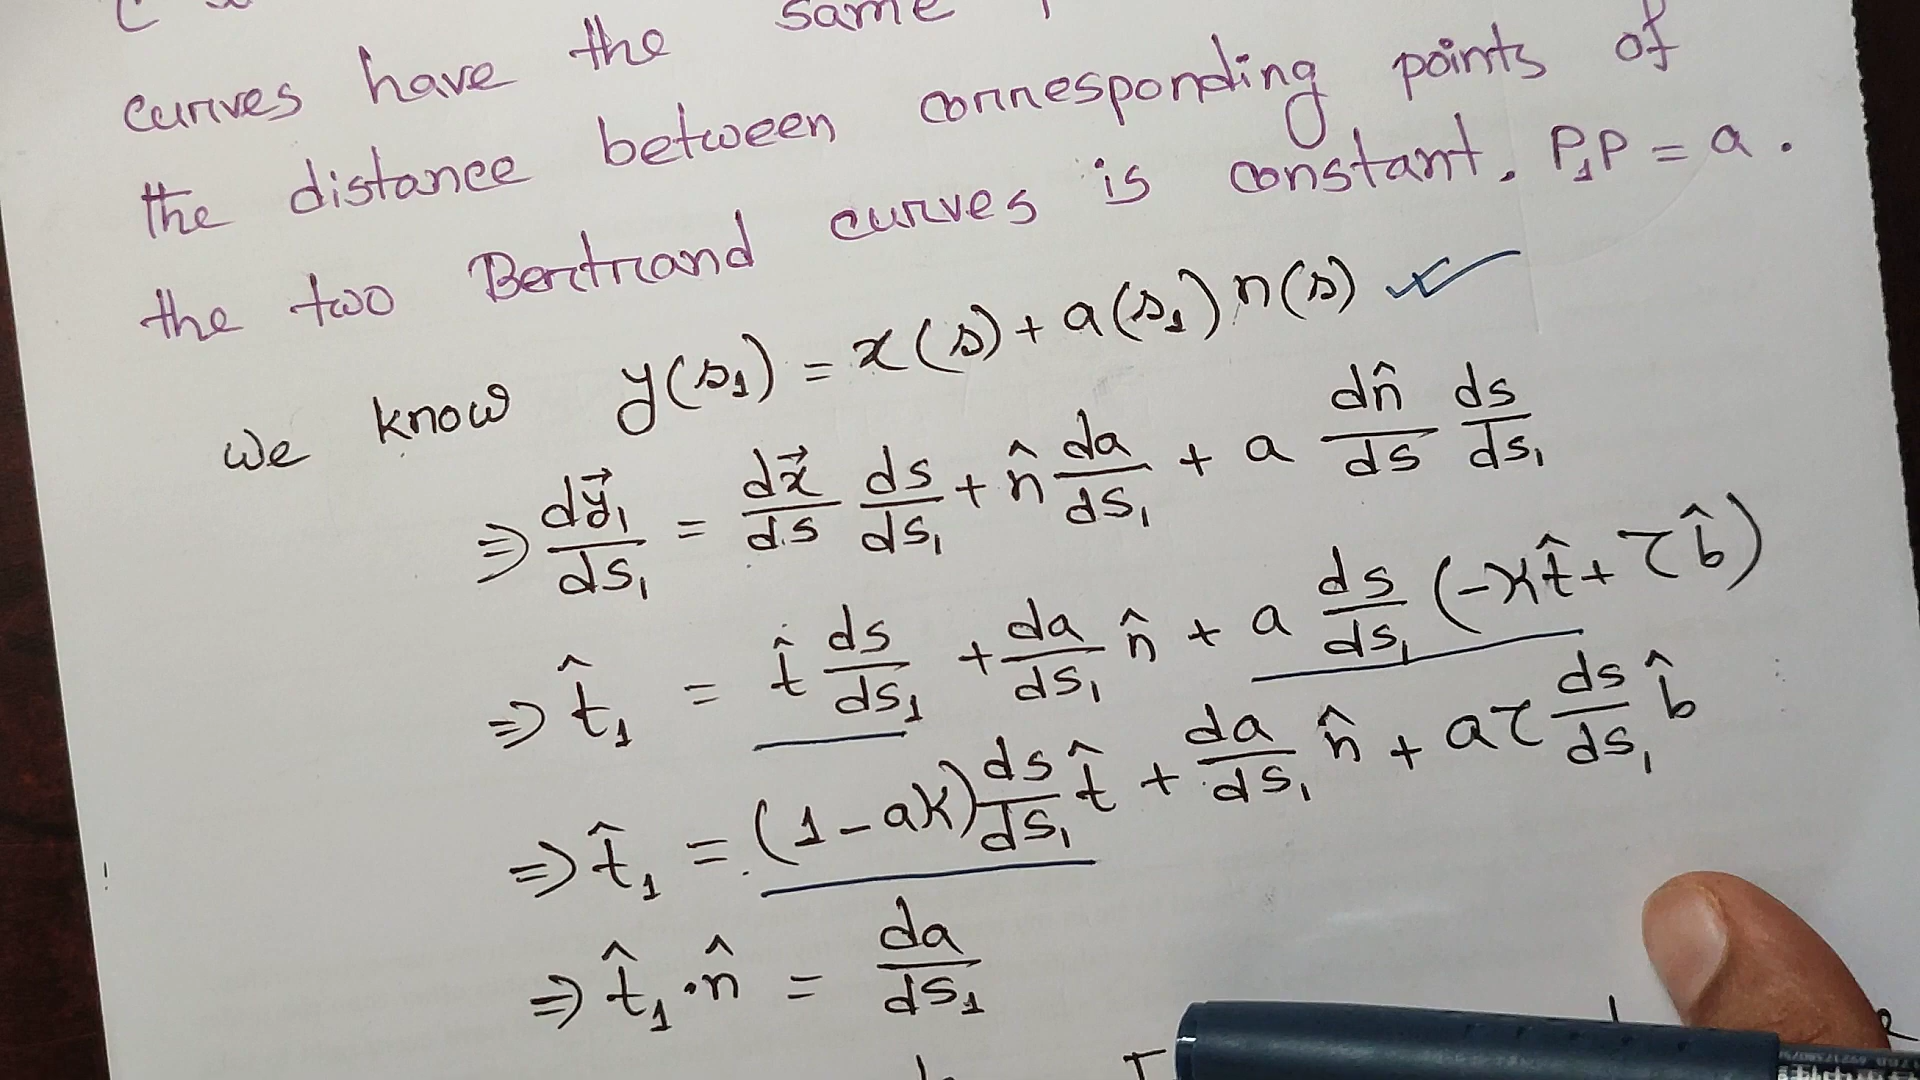 same
curves have the
the distance between corresponding points of
the two Bertrand curves is constant. P₁P = a.
we know y(s₁) = x(s) + a(s₁) n(s)
⇒ dy⃗₁/ds₁ = dx⃗/ds ds/ds₁ + n̂ da/ds₁ + a dn̂/ds ds/ds₁
⇒ t̂₁ = t̂ ds/ds₁ + da/ds₁ n̂ + a ds/ds₁ (-κt̂ + τb̂)
⇒ t̂₁ = (1-aκ) ds/ds₁ t̂ + da/ds₁ n̂ + aτ ds/ds₁ b̂
⇒ t̂₁·n̂ = da/ds₁